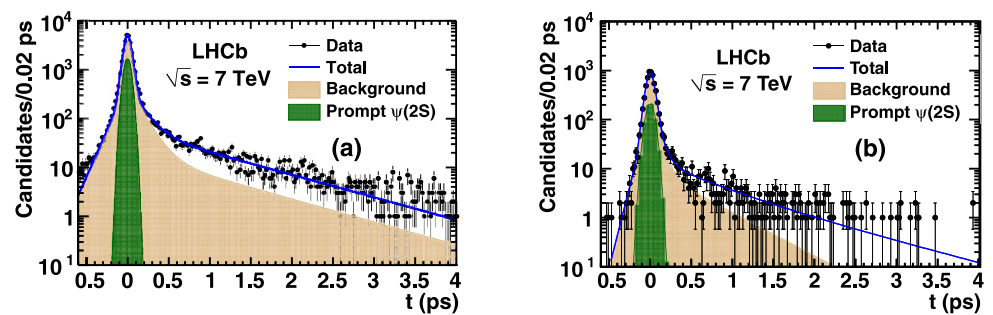 Candidates/0.02 ps
10⁴
10³
10²
10
1
10⁻¹
LHCb
√s = 7 TeV
Data
Total
Background
Prompt ψ(2S)
(a)
-0.5 0 0.5 1 1.5 2 2.5 3 3.5 4
t (ps)
Candidates/0.02 ps
10⁴
10³
10²
10
1
10⁻¹
LHCb
√s = 7 TeV
Data
Total
Background
Prompt ψ(2S)
(b)
-0.5 0 0.5 1 1.5 2 2.5 3 3.5 4
t (ps)